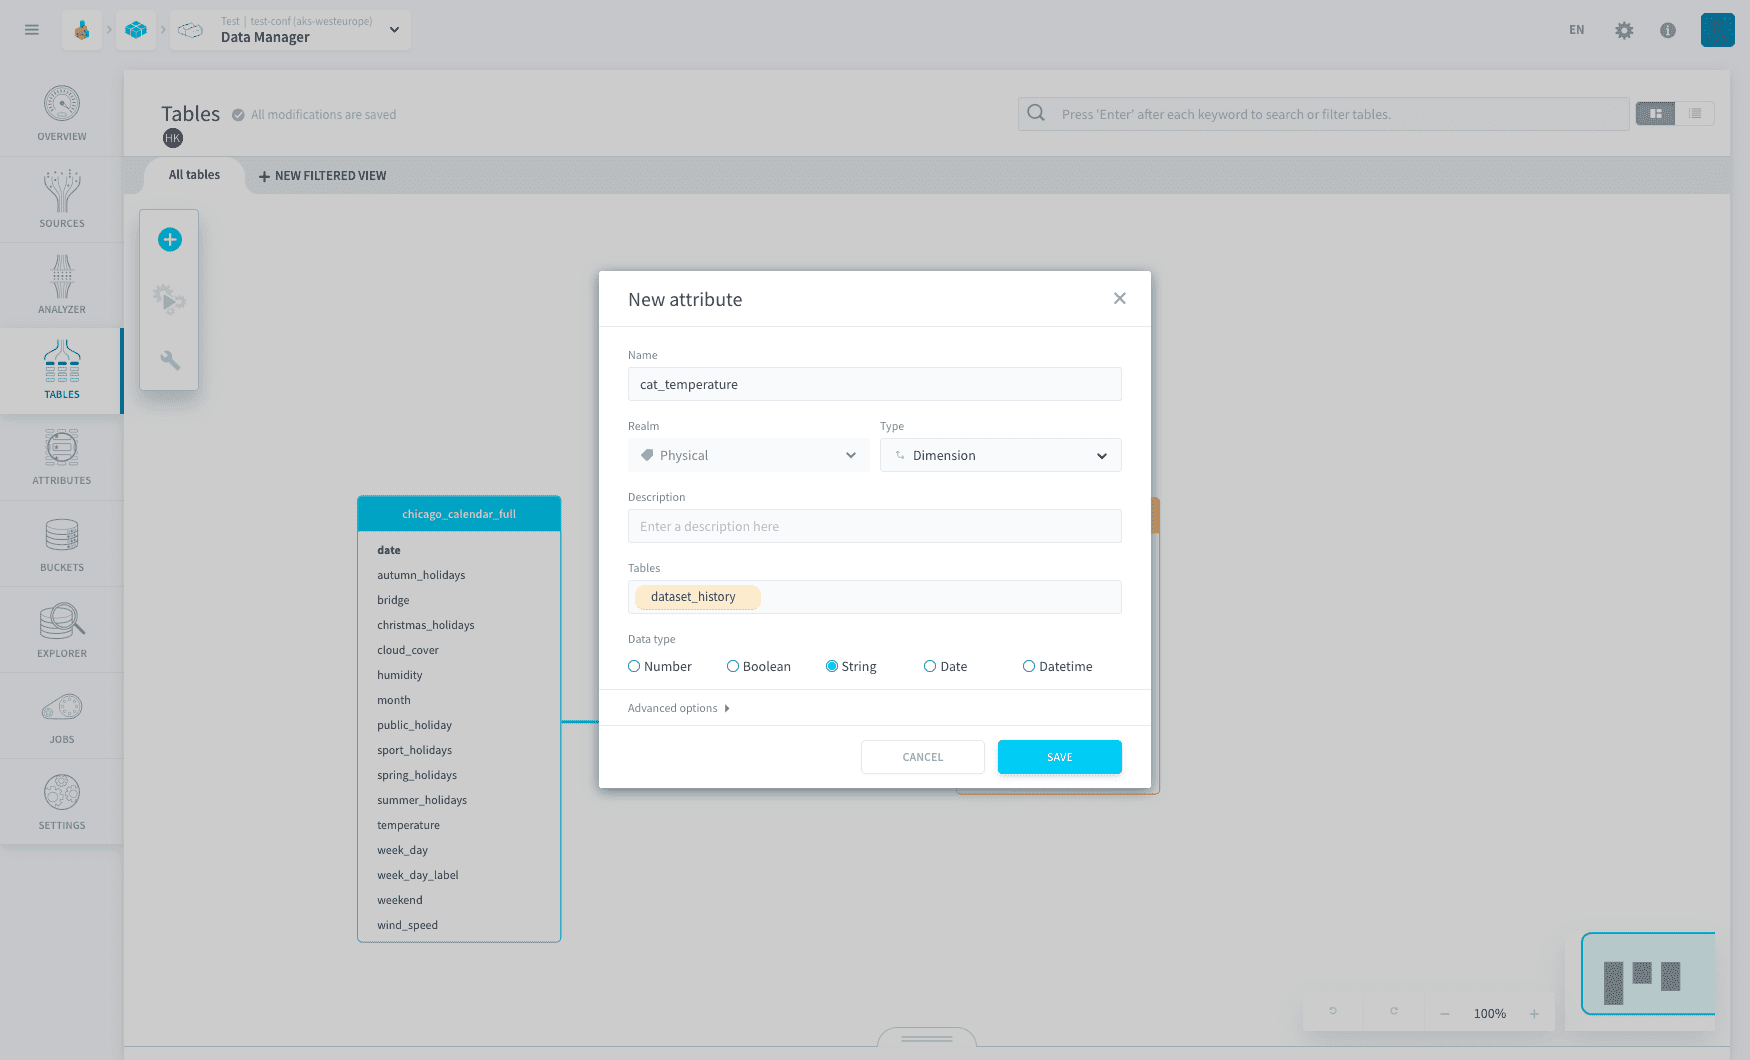 Test | test-conf (aks-westeurope)
Data Manager
EN
OVERVIEW
SOURCES
ANALYZER
TABLES
ATTRIBUTES
BUCKETS
EXPLORER
JOBS
SETTINGS
Tables
All modifications are saved
HK
Press 'Enter' after each keyword to search or filter tables.
All tables
NEW FILTERED VIEW
chicago_calendar_full
date
autumn_holidays
bridge
christmas_holidays
cloud_cover
humidity
month
public_holiday
sport_holidays
spring_holidays
summer_holidays
temperature
week_day
week_day_label
weekend
wind_speed
New attribute
Name
cat_temperature
Realm
Type
Physical
Dimension
Description
Enter a description here
Tables
dataset_history
Data type
Number
Boolean
String
Date
Datetime
Advanced options
CANCEL
SAVE
100%